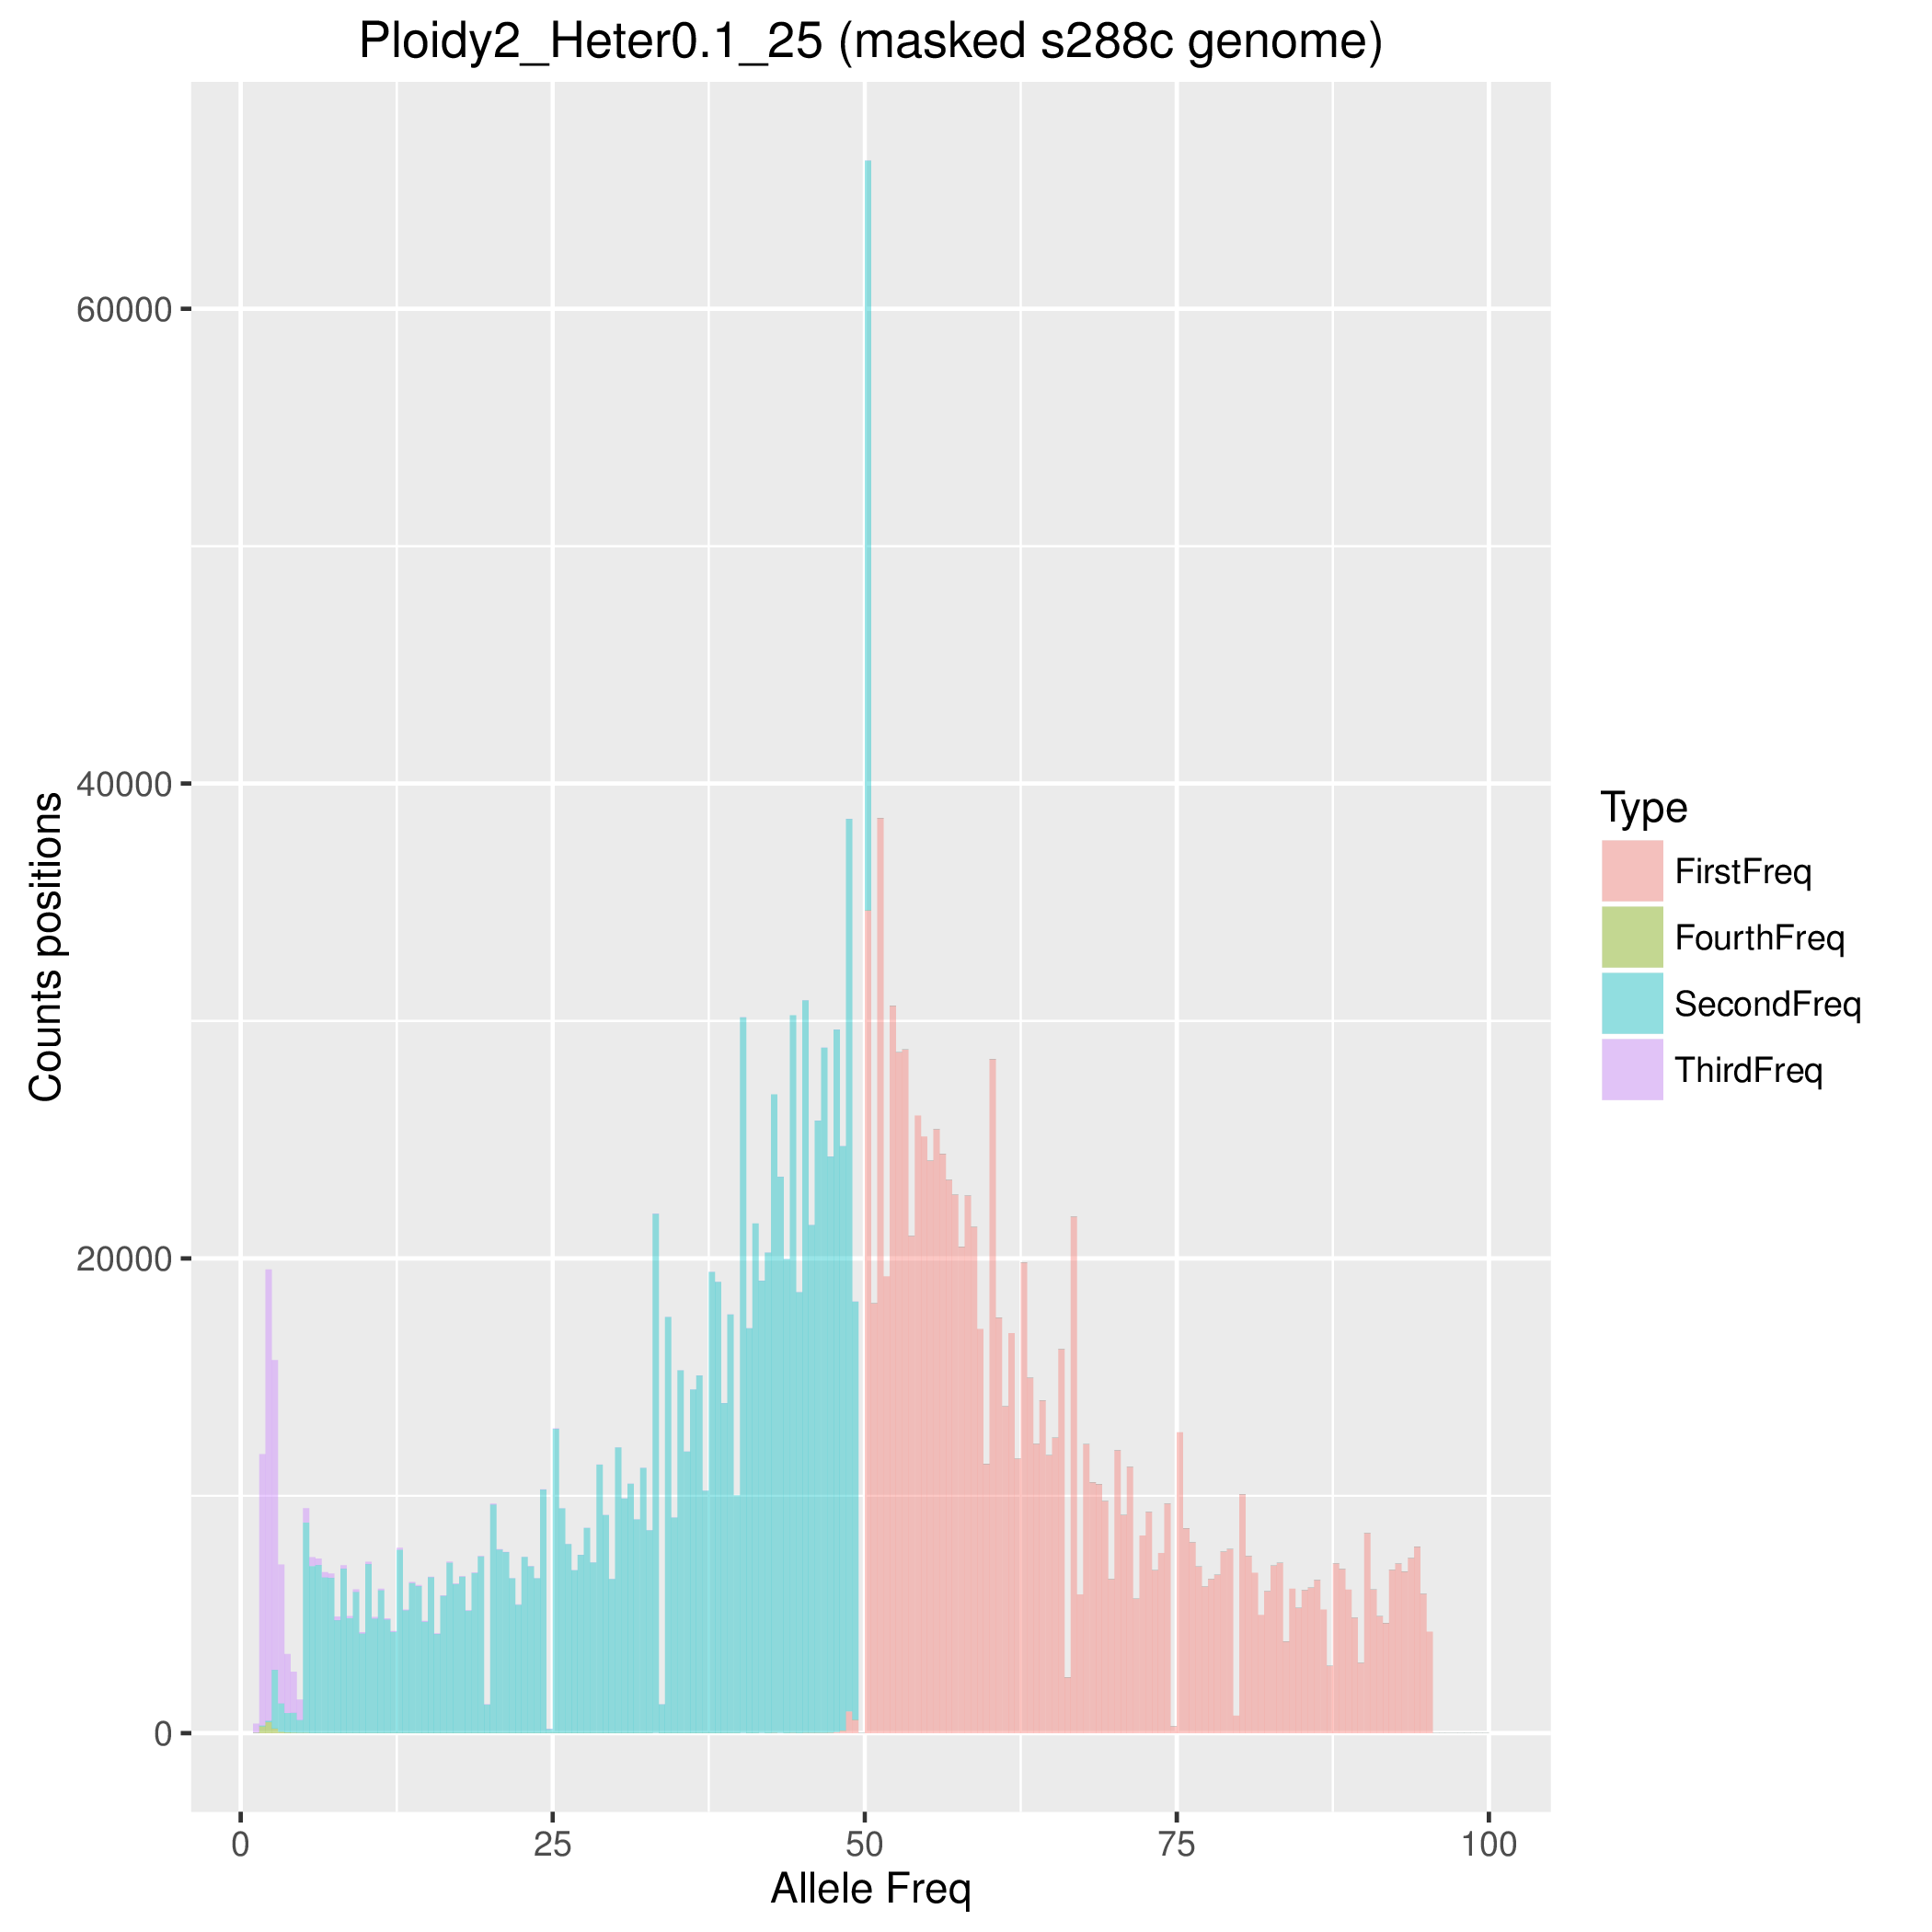 Ploidy2_Heter0.1_25 (masked s288c genome)
Counts positions
60000
40000
20000
0
0 25 50 75 100
Allele Freq
Type
FirstFreq
FourthFreq
SecondFreq
ThirdFreq